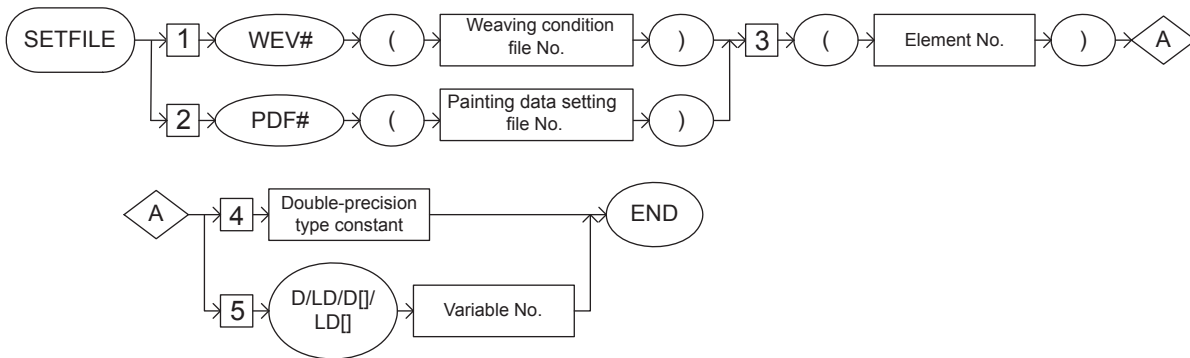 SETFILE
1
WEV#
(
Weaving condition
file No.
)
3
(
Element No.
)
A
2
PDF#
(
Painting data setting
file No.
)
A
4
Double-precision
type constant
END
5
D/LD/D[]/
LD[]
Variable No.